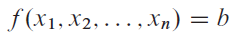 f(x₁, x₂, . . . , xₙ) = b